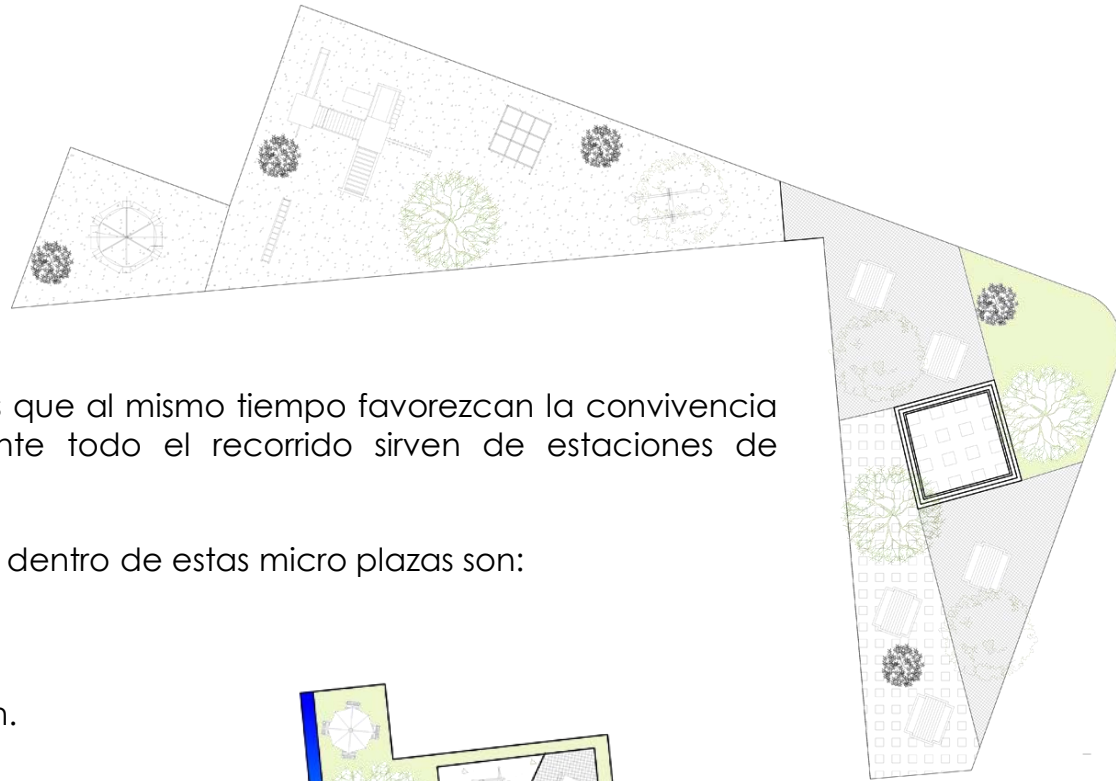 que al mismo tiempo favorezcan la convivencia
todo el recorrido sirven de estaciones de
dentro de estas micro plazas son: